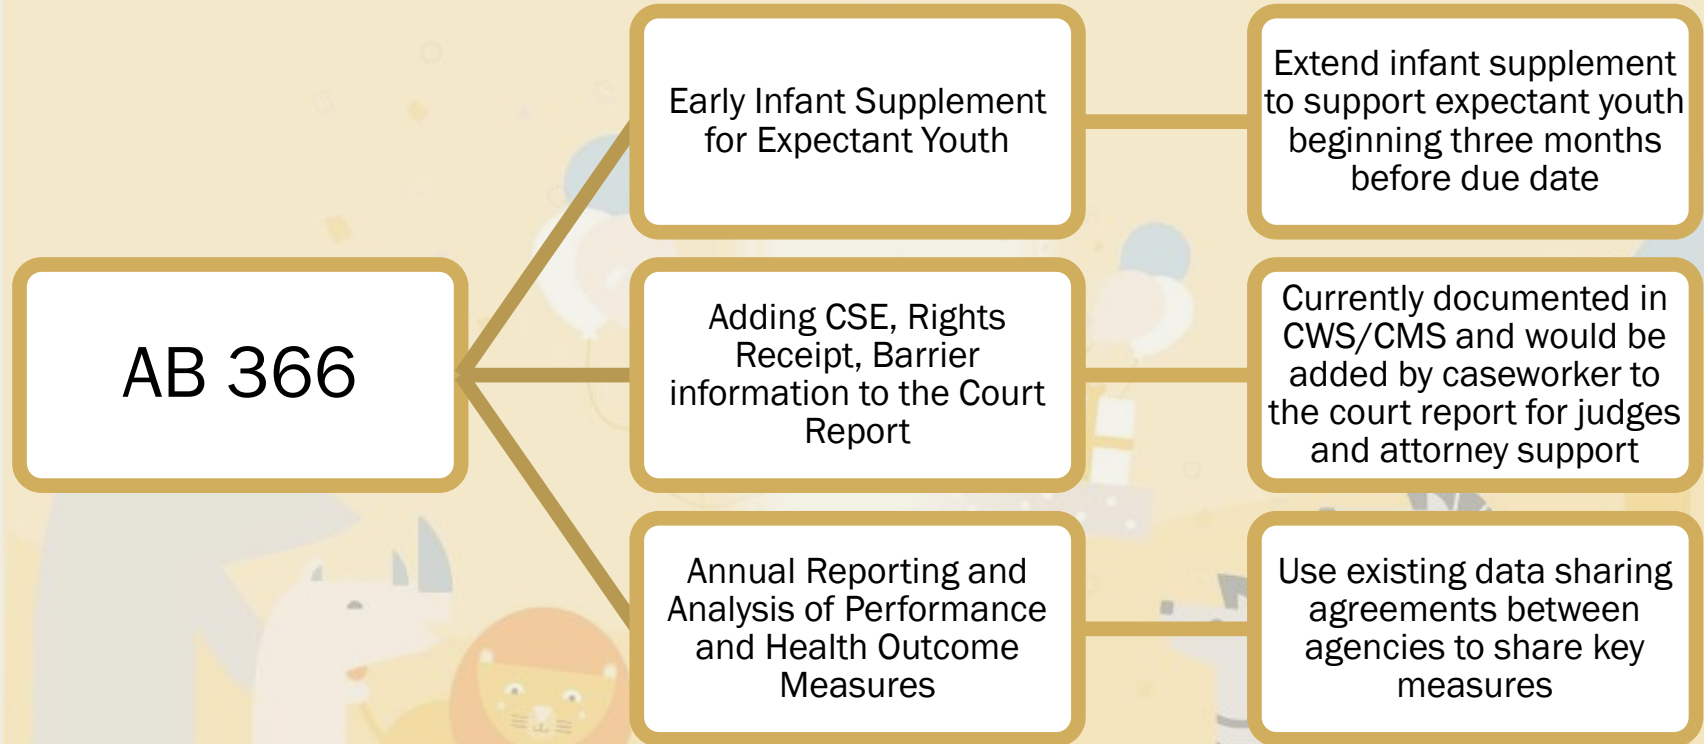 AB 366
Early Infant Supplement
for Expectant Youth
Extend infant supplement
to support expectant youth
beginning three months
before due date
Adding CSE, Rights
Receipt, Barrier
information to the Court
Report
Currently documented in
CWS/CMS and would be
added by caseworker to
the court report for judges
and attorney support
Annual Reporting and
Analysis of Performance
and Health Outcome
Measures
Use existing data sharing
agreements between
agencies to share key
measures